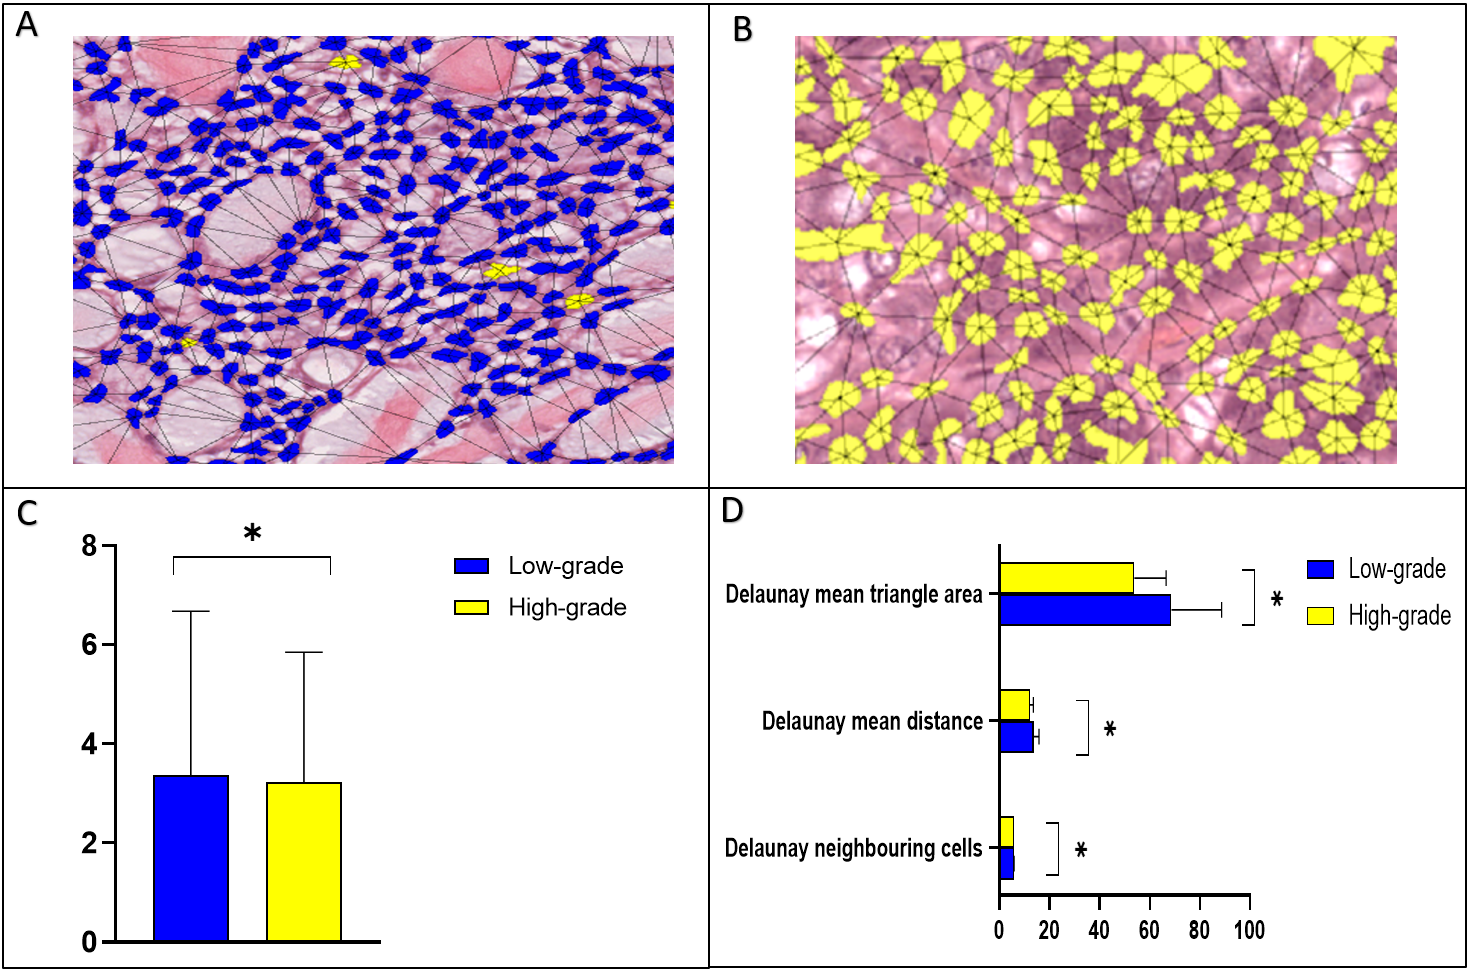 A
B
C
*
8
6
4
2
0
Low-grade
High-grade
D
Delaunay mean triangle area
*
Delaunay mean distance
*
Delaunay neighbouring cells
*
0 20 40 60 80 100
Low-grade
High-grade